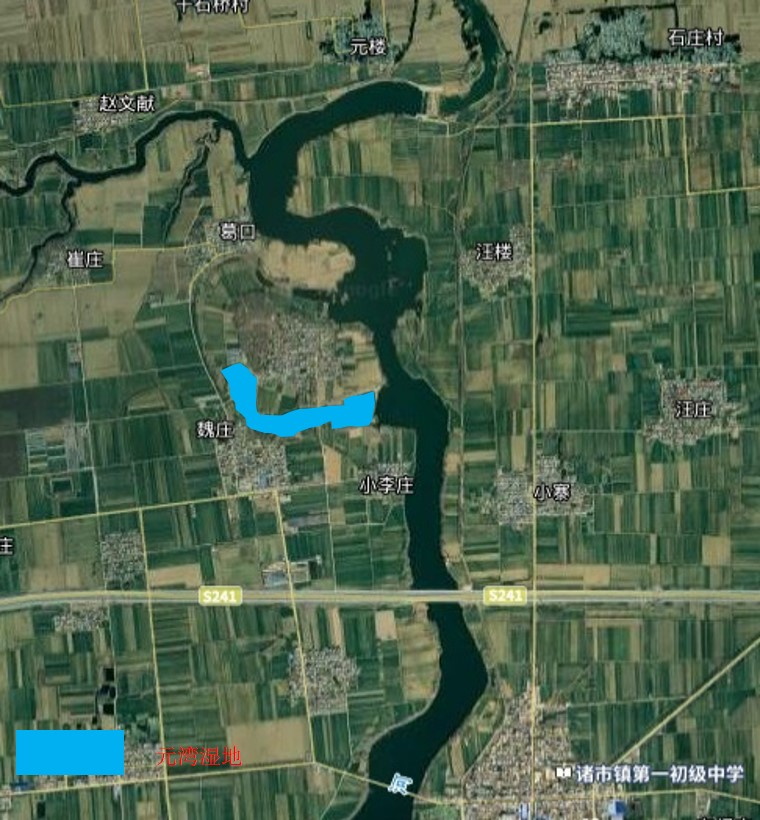 十石桥村
元楼
石庄村
赵文献
葛口
汪楼
崔庄
汪庄
魏庄
小李庄
小寨
庄
S241
S241
元湾湿地
诸市镇第一初级中学